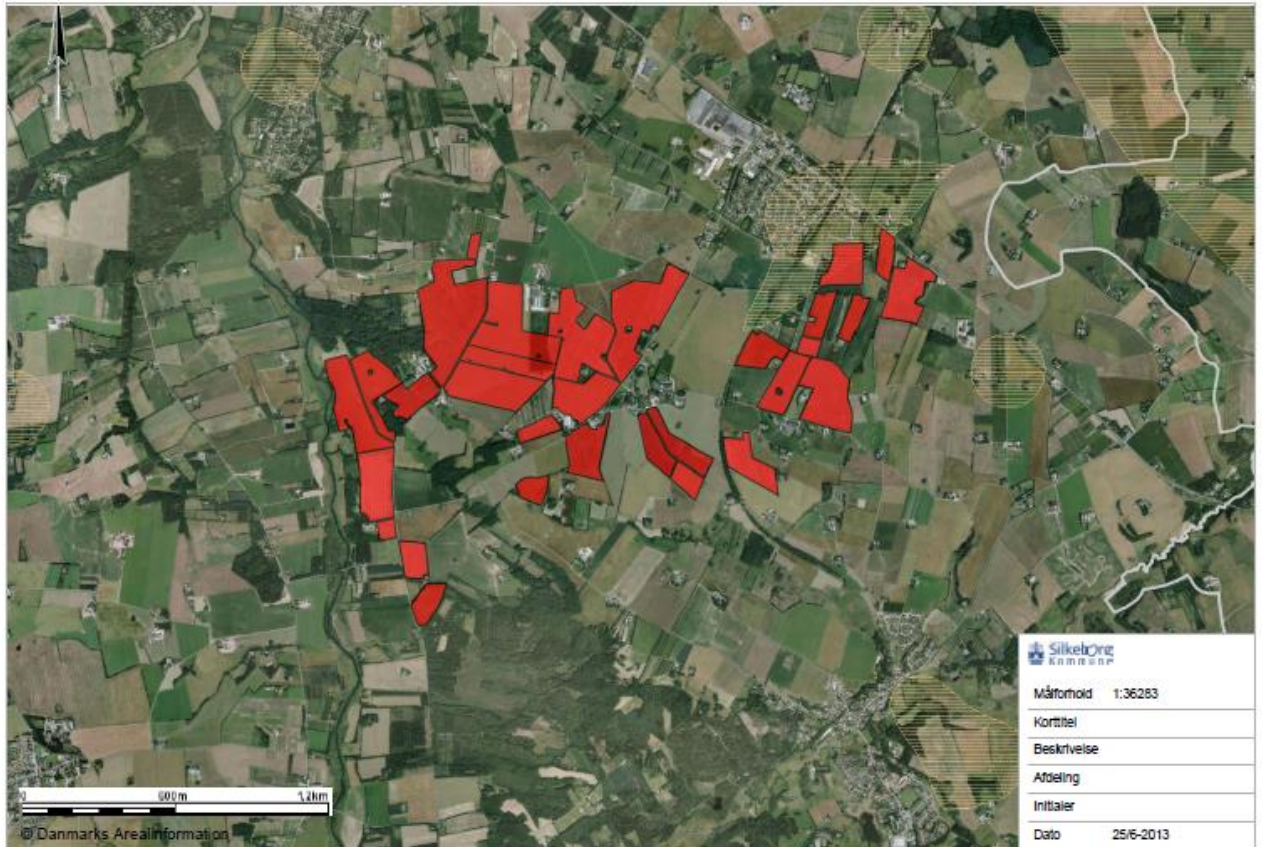 Silkeborg
Kommune
Målforhold 1:36283
Korttitel
Beskrivelse
Afdeling
Initialer
Dato 25/6-2013
0 600m 1,2km
© Danmarks Arealinformation